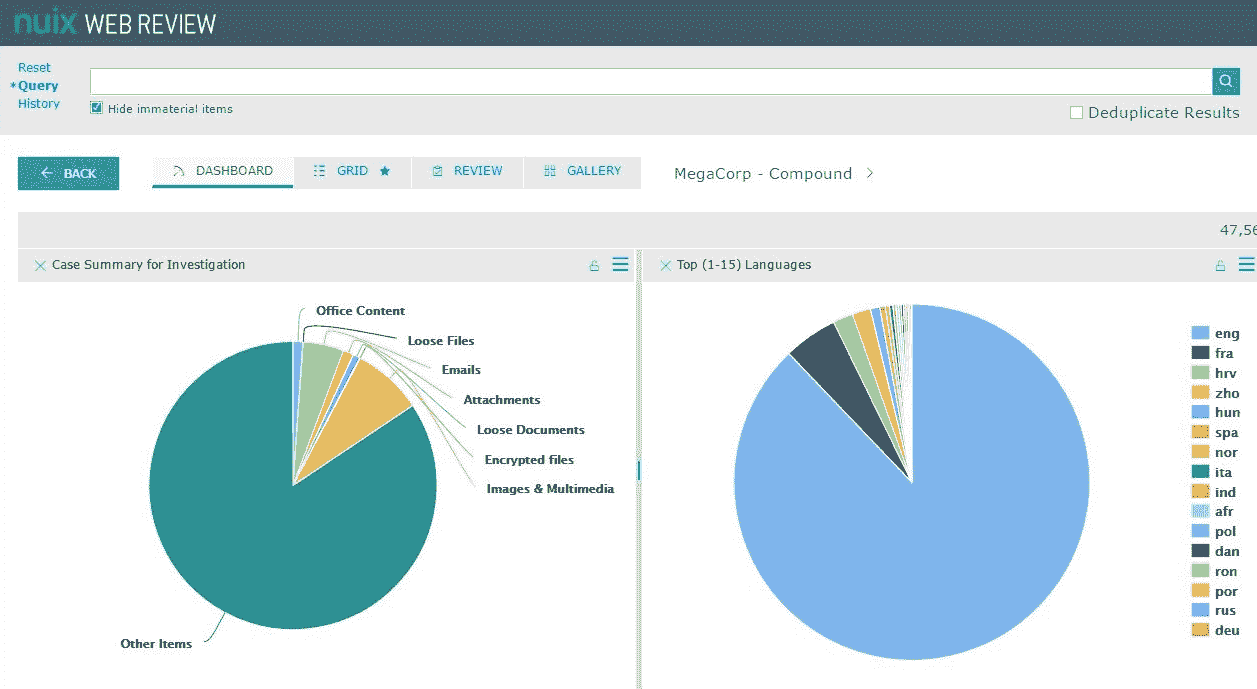 nuix WEB REVIEW
Reset
*Query
History
Hide immaterial items
Deduplicate Results
BACK
DASHBOARD
GRID
REVIEW
GALLERY
MegaCorp - Compound
47,56
Case Summary for Investigation
Office Content
Loose Files
Emails
Attachments
Loose Documents
Encrypted files
Images & Multimedia
Other Items
Top (1-15) Languages
eng
fra
hrv
zho
hun
spa
nor
ita
ind
afr
pol
dan
ron
por
rus
deu